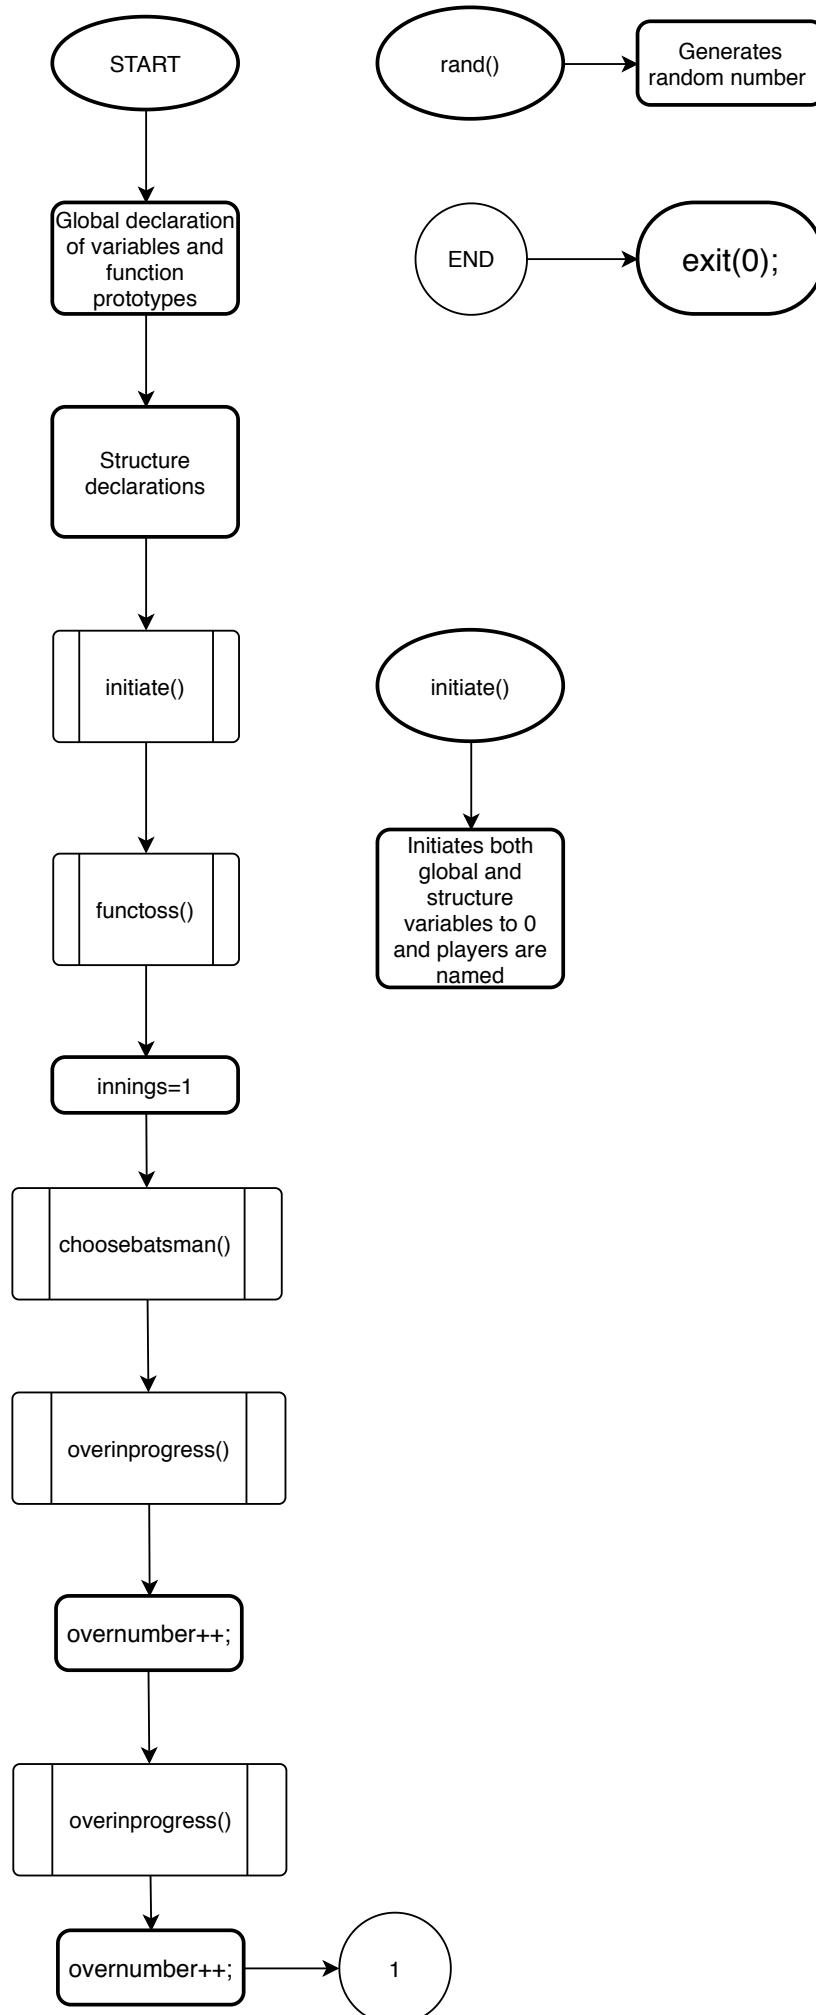 START
rand()
Generates
random number
Global declaration
of variables and
function
prototypes
END
exit(0);
Structure
declarations
initiate()
initiate()
Initiates both
global and
structure
variables to 0
and players are
named
functoss()
innings=1
choosebatsman()
overinprogress()
overnumber++;
overinprogress()
overnumber++;
1